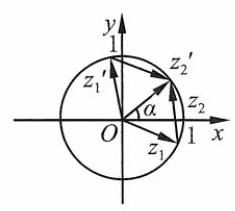 y
1
z₂′
z₁′
α
z₂
O
z₁
1
x